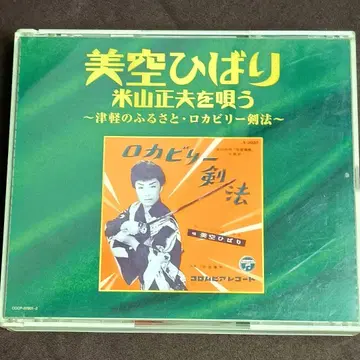 美空ひばり
米山正夫を唄う
～津軽のふるさと・ロカビリー剣法～
ロカビリー
剣法
唄 美空ひばり
コロムビアレコード